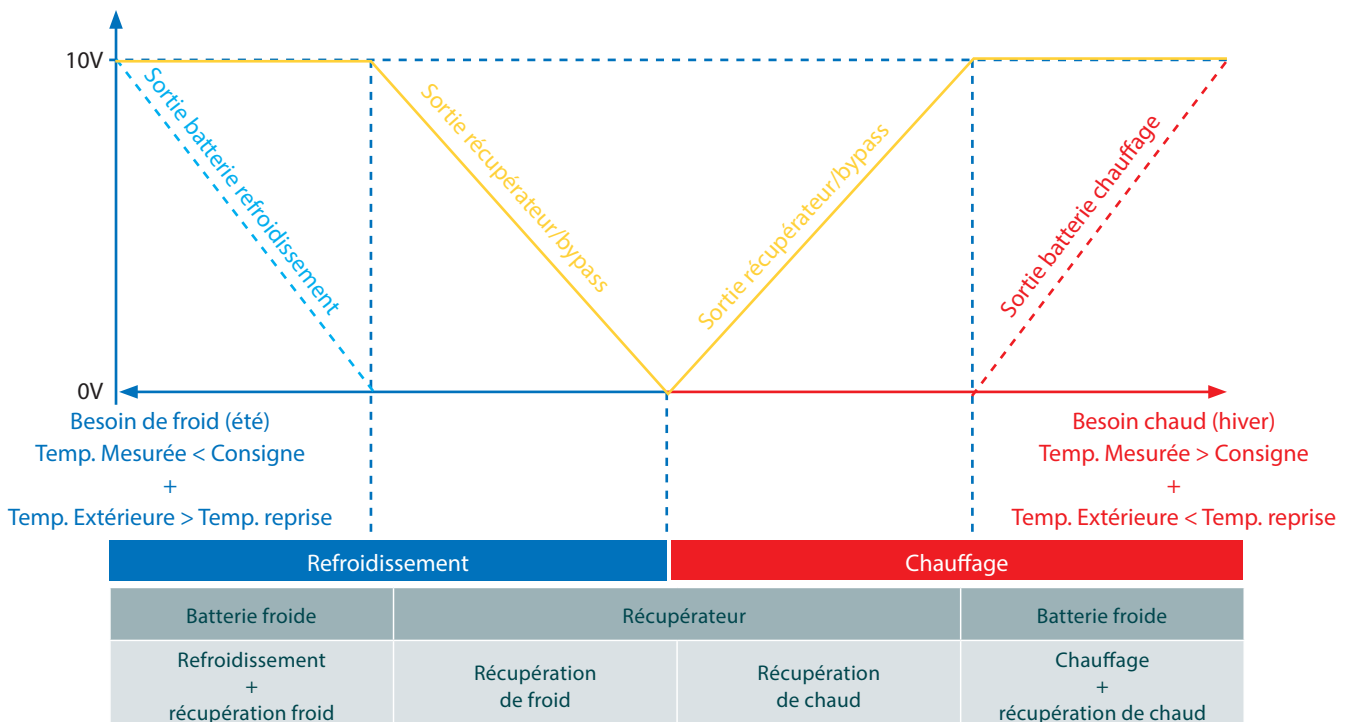 10V
Sortie batterie refroidissement
Sortie récupérateur/bypass
Sortie récupérateur/bypass
Sortie batterie chauffage
0V
Besoin de froid (été)
Temp. Mesurée < Consigne
+
Temp. Extérieure > Temp. reprise
Besoin chaud (hiver)
Temp. Mesurée > Consigne
+
Temp. Extérieure < Temp. reprise
Refroidissement
Chauffage
Batterie froide
Récupérateur
Batterie froide
Refroidissement
+
récupération froid
Récupération
de froid
Récupération
de chaud
Chauffage
+
récupération de chaud